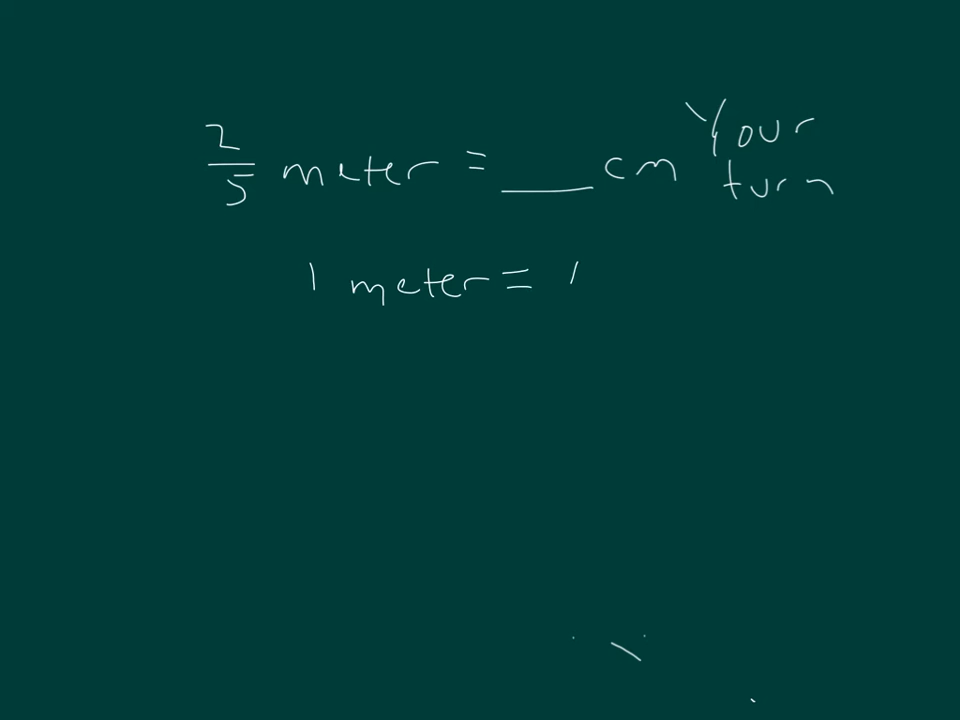 2/5 meter = ___ cm Your turn
1 meter = 1